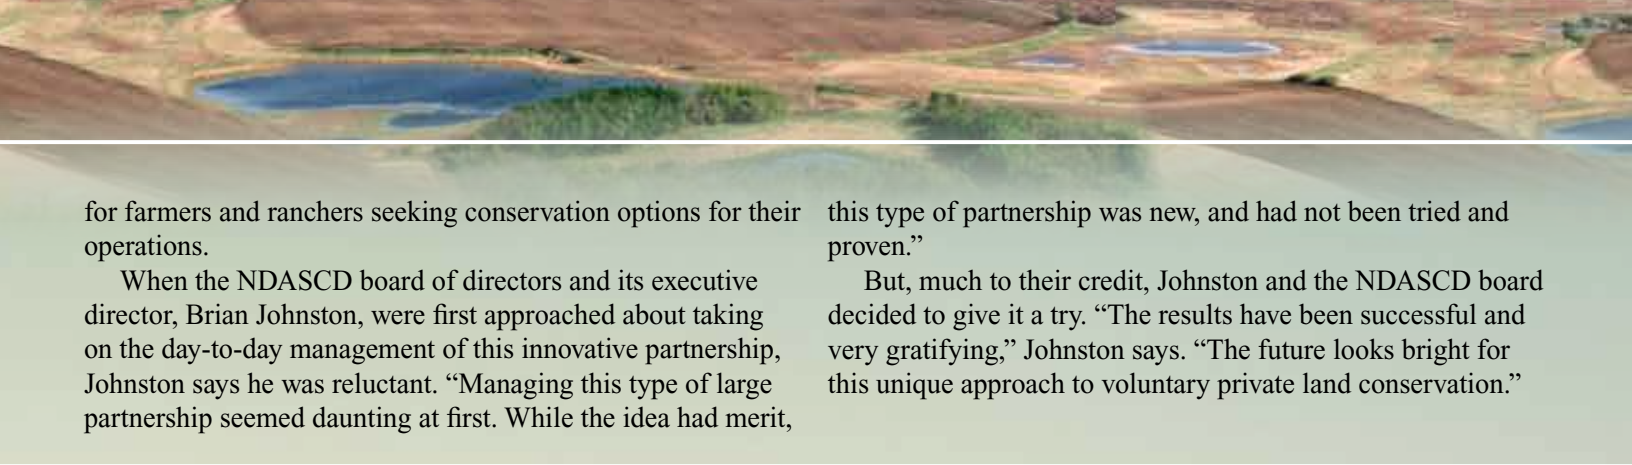 for farmers and ranchers seeking conservation options for their
operations.
When the NDASCD board of directors and its executive
director, Brian Johnston, were first approached about taking
on the day-to-day management of this innovative partnership,
Johnston says he was reluctant. “Managing this type of large
partnership seemed daunting at first. While the idea had merit,
this type of partnership was new, and had not been tried and
proven.”
But, much to their credit, Johnston and the NDASCD board
decided to give it a try. “The results have been successful and
very gratifying,” Johnston says. “The future looks bright for
this unique approach to voluntary private land conservation.”